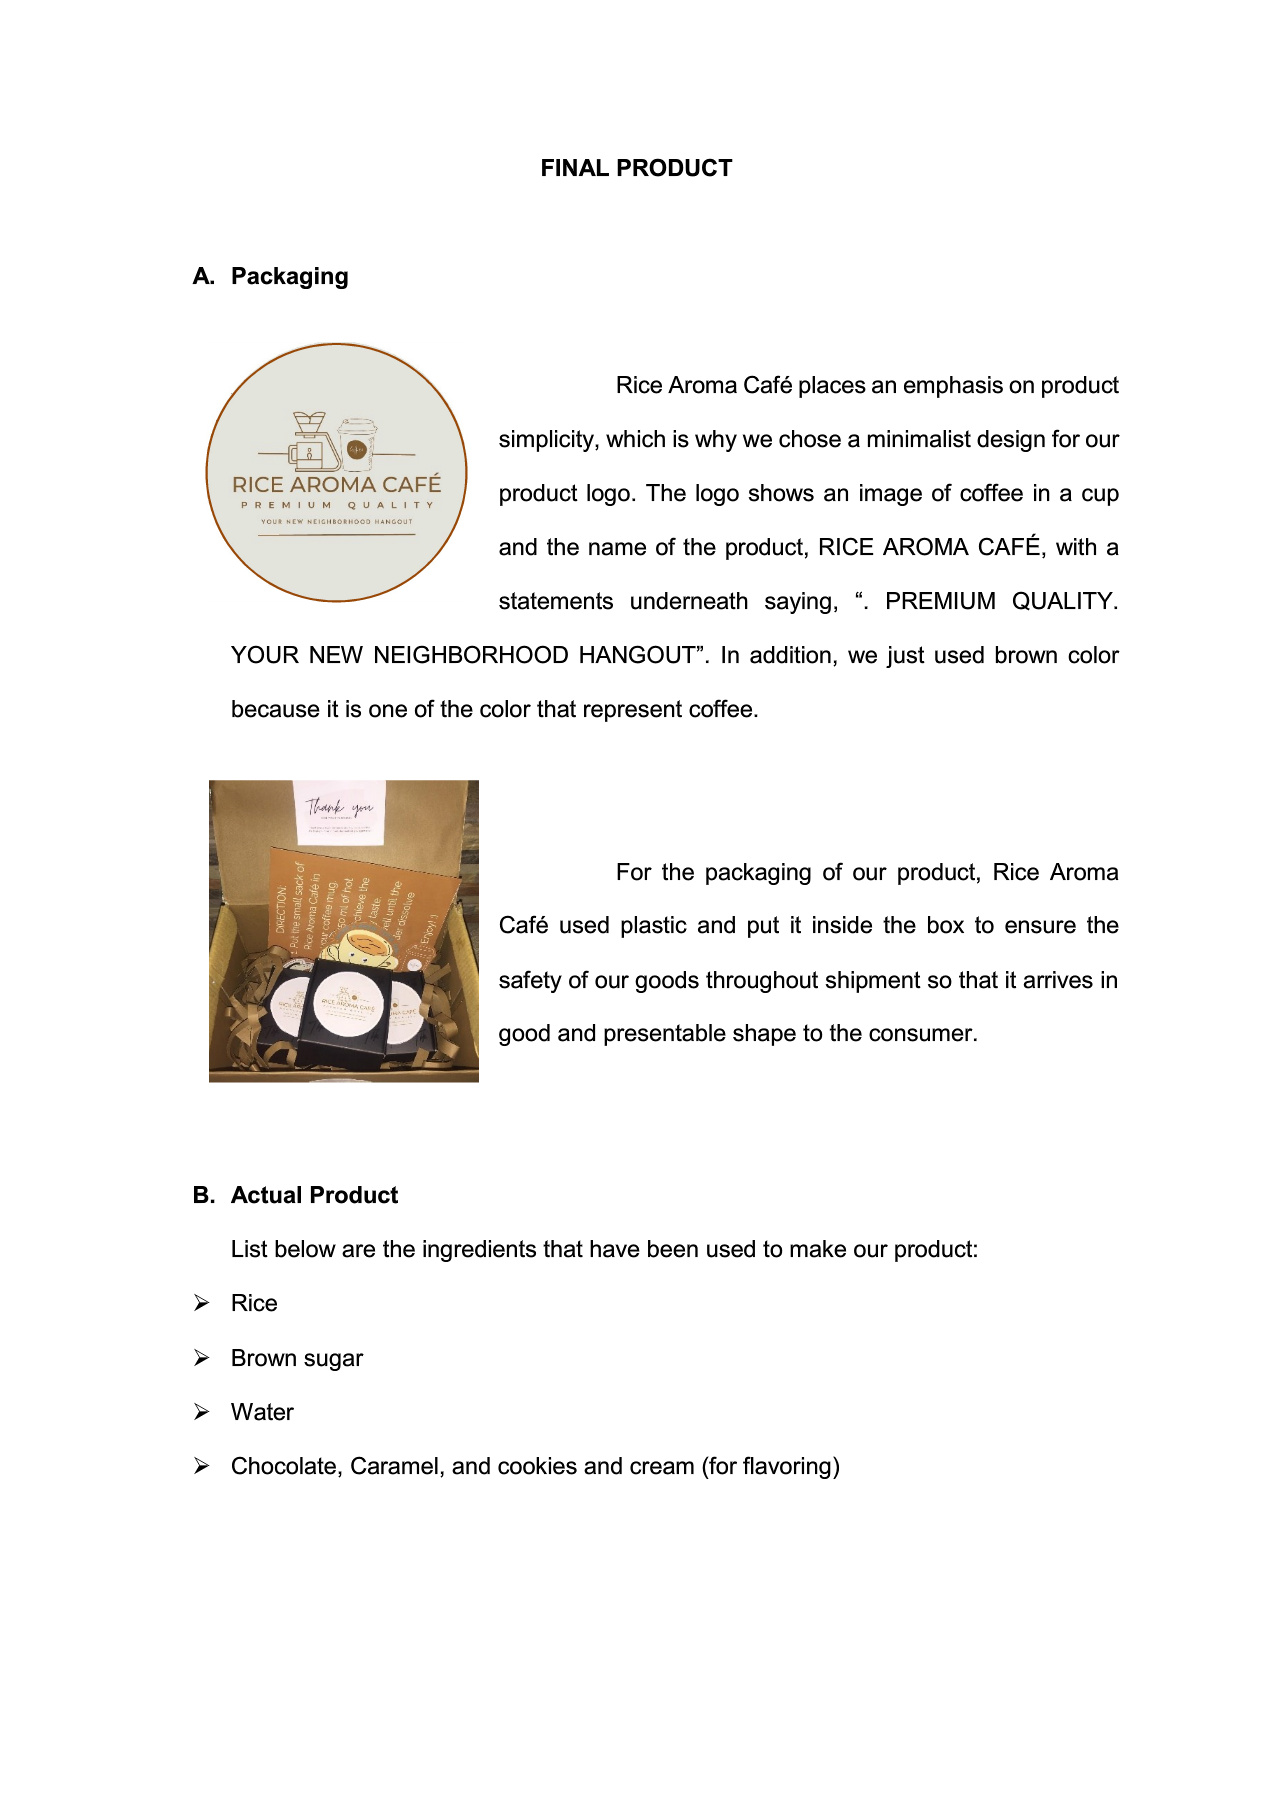 FINAL PRODUCT
A. Packaging
RICE AROMA CAFÉ
PREMIUM QUALITY
YOUR NEW NEIGHBORHOOD HANGOUT
Rice Aroma Café places an emphasis on product
simplicity, which is why we chose a minimalist design for our
product logo. The logo shows an image of coffee in a cup
and the name of the product, RICE AROMA CAFÉ, with a
statements underneath saying, “. PREMIUM QUALITY.
YOUR NEW NEIGHBORHOOD HANGOUT”. In addition, we just used brown color
because it is one of the color that represent coffee.
Thank you
DIRECTION:
1. Put the small sack of
Rice Aroma Café in
your coffee mug.
50 ml of hot
chieve the
taste.
until the
dissolve
Enjoy! :)
RICE AROMA CAFÉ
For the packaging of our product, Rice Aroma
Café used plastic and put it inside the box to ensure the
safety of our goods throughout shipment so that it arrives in
good and presentable shape to the consumer.
B. Actual Product
List below are the ingredients that have been used to make our product:
➢ Rice
➢ Brown sugar
➢ Water
➢ Chocolate, Caramel, and cookies and cream (for flavoring)